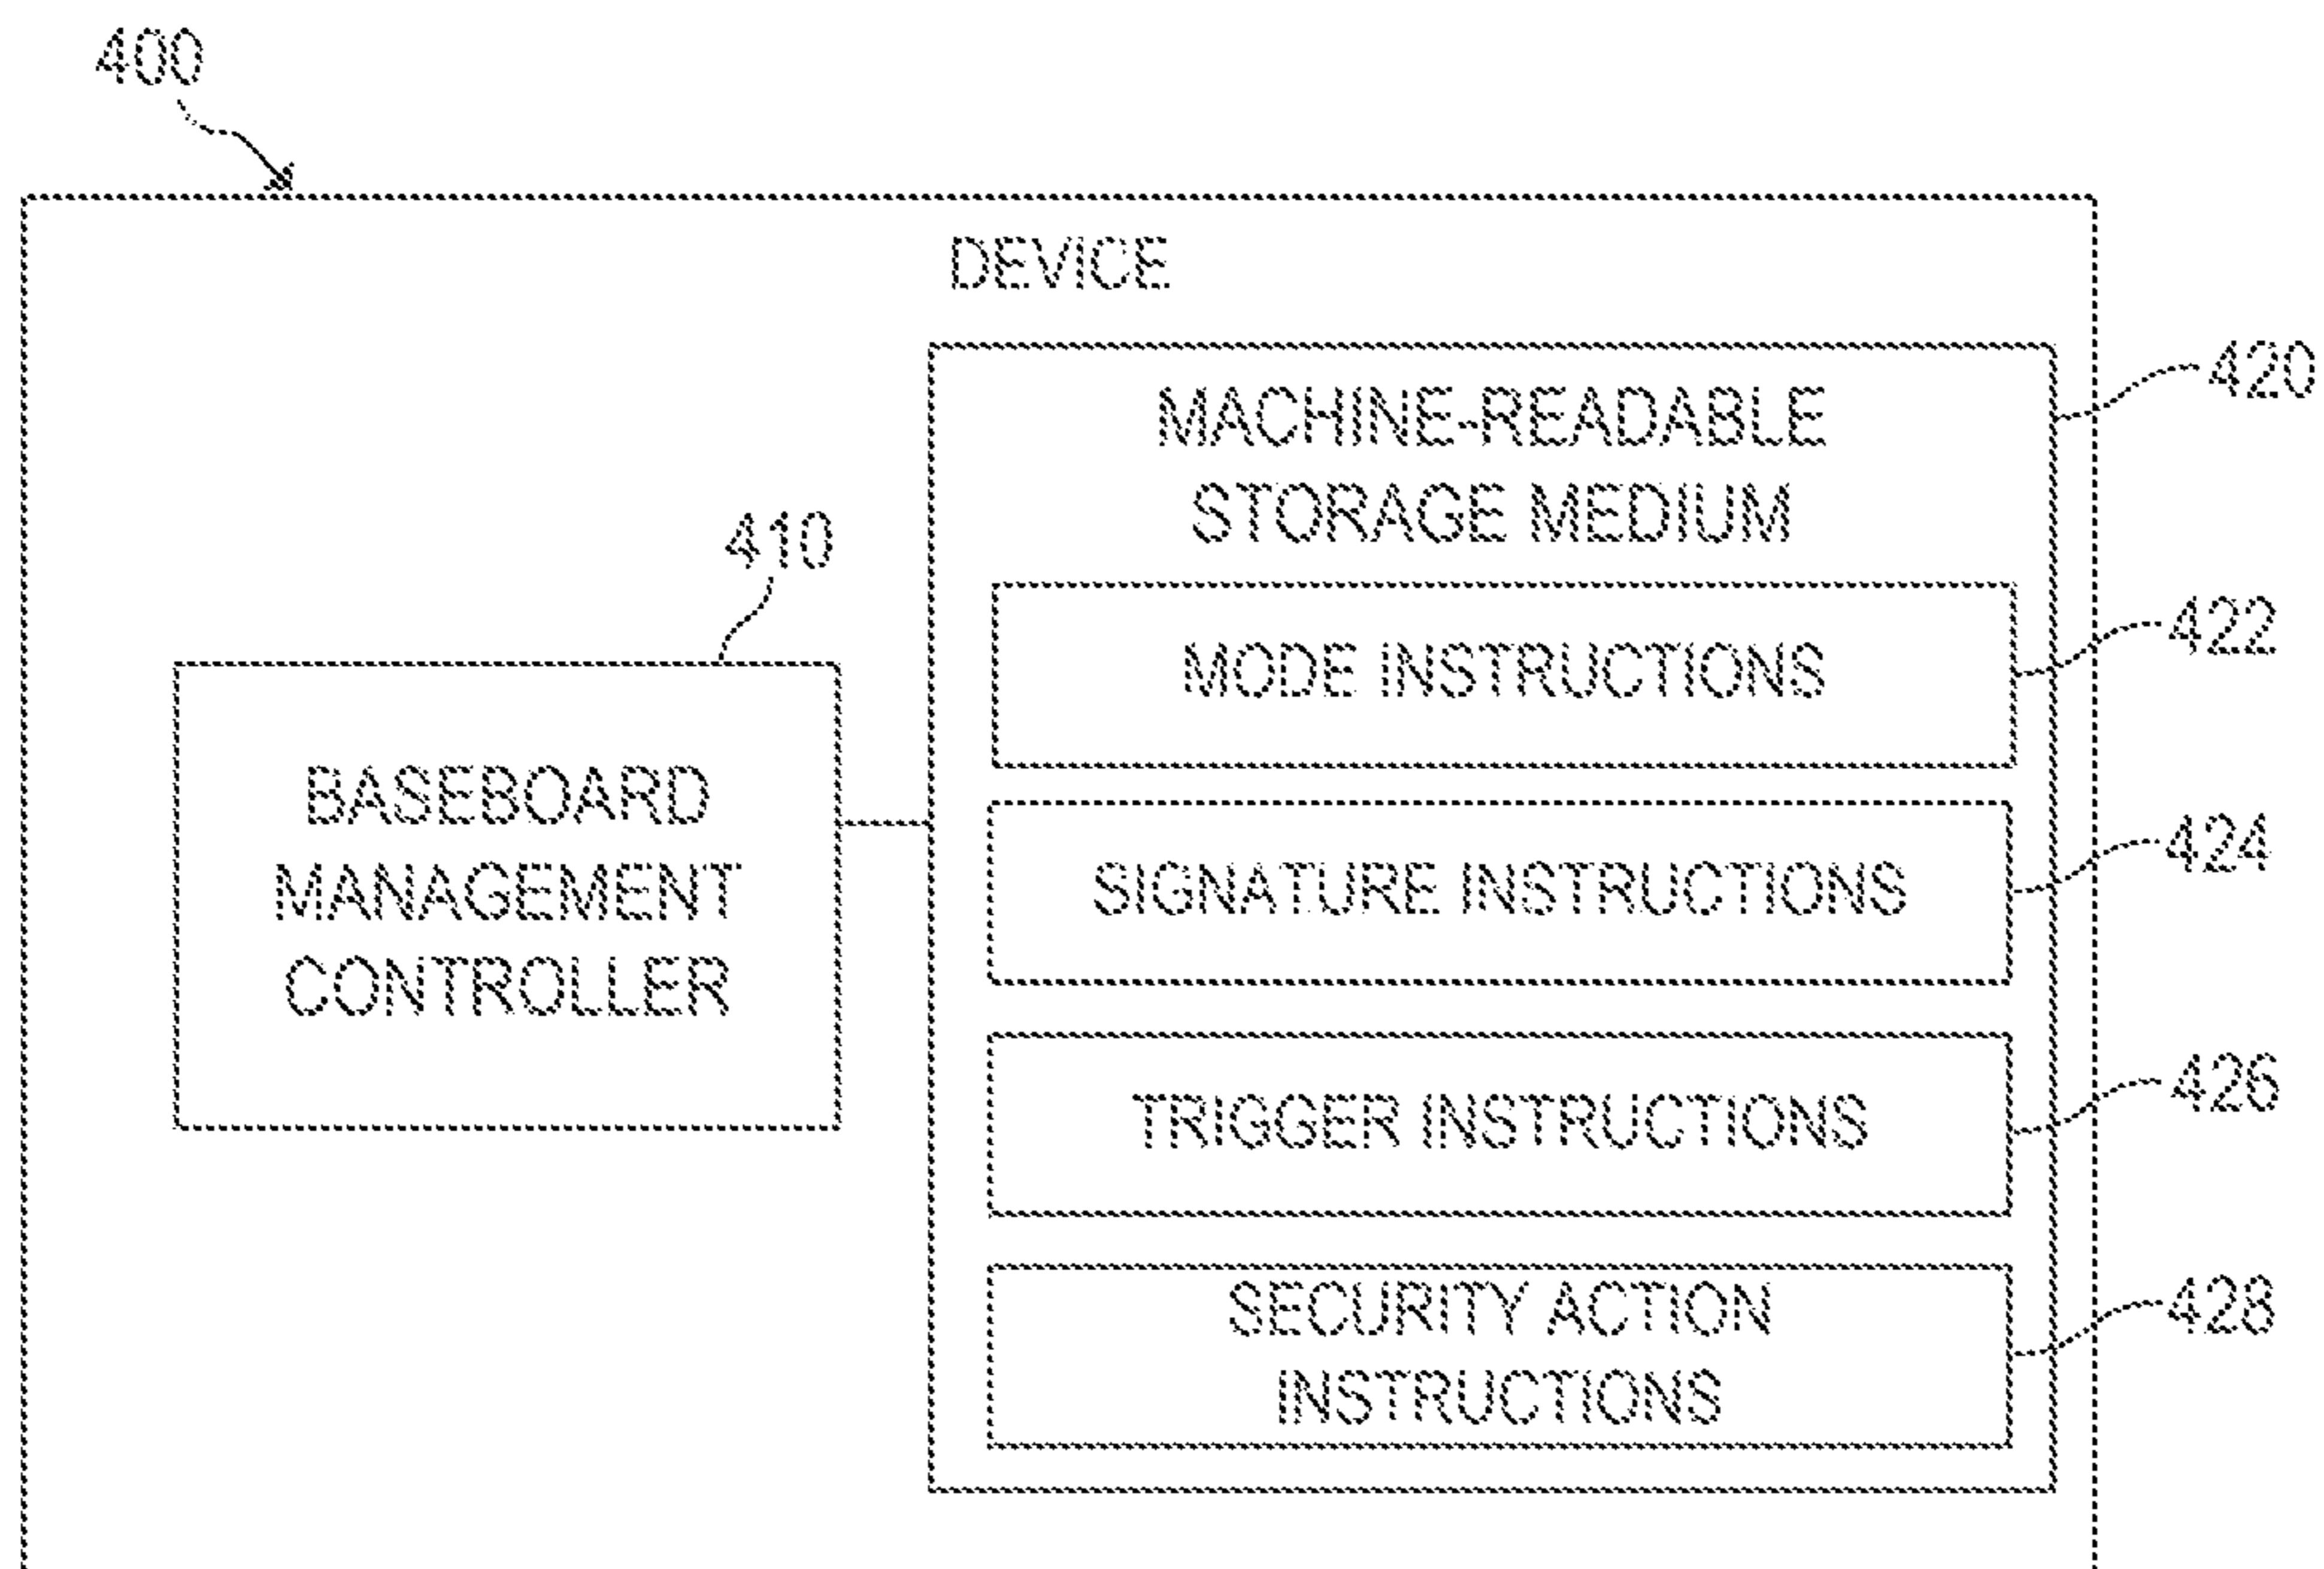 400
DEVICE
420
MACHINE-READABLE
STORAGE MEDIUM
410
422
MODE INSTRUCTIONS
BASEBOARD
MANAGEMENT
CONTROLLER
424
SIGNATURE INSTRUCTIONS
426
TRIGGER INSTRUCTIONS
428
SECURITY ACTION
INSTRUCTIONS